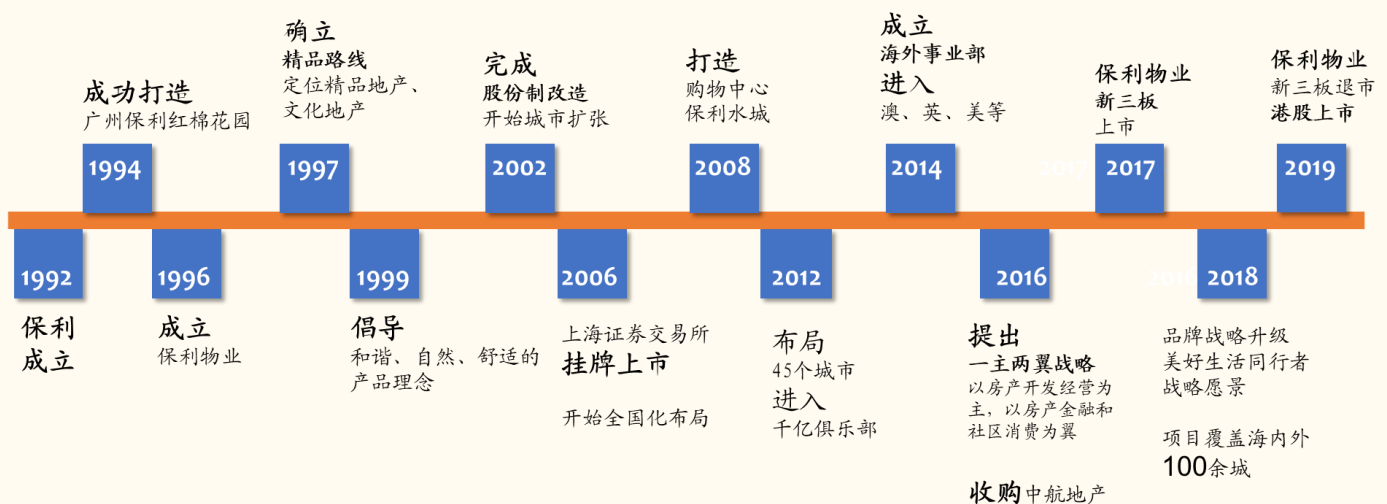 1992
保利
成立
成功打造
广州保利红棉花园
1994
1996
成立
保利物业
确立
精品路线
定位精品地产、
文化地产
1997
1999
倡导
和谐、自然、舒适的
产品理念
完成
股份制改造
开始城市扩张
2002
2006
上海证券交易所
挂牌上市
开始全国化布局
打造
购物中心
保利水城
2008
2012
布局
45个城市
进入
千亿俱乐部
成立
海外事业部
进入
澳、英、美等
2014
2016
提出
一主两翼战略
以房产开发经营为
主，以房产金融和
社区消费为翼
收购中航地产
保利物业
新三板
上市
2017
2017
2016
2018
品牌战略升级
美好生活同行者
战略愿景
项目覆盖海内外
100余城
保利物业
新三板退市
港股上市
2019